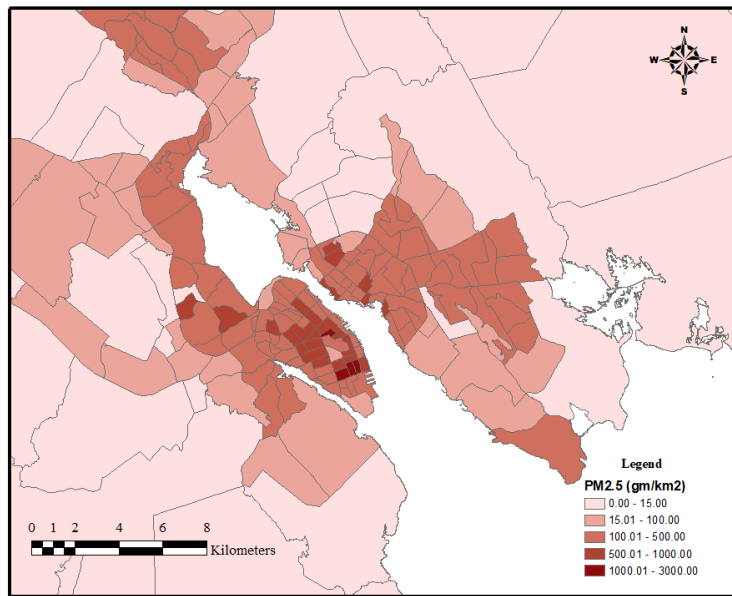 N
W E
S
Legend
PM2.5 (gm/km2)
0.00 - 15.00
15.01 - 100.00
100.01 - 500.00
500.01 - 1000.00
1000.01 - 3000.00
0 1 2 4 6 8
Kilometers